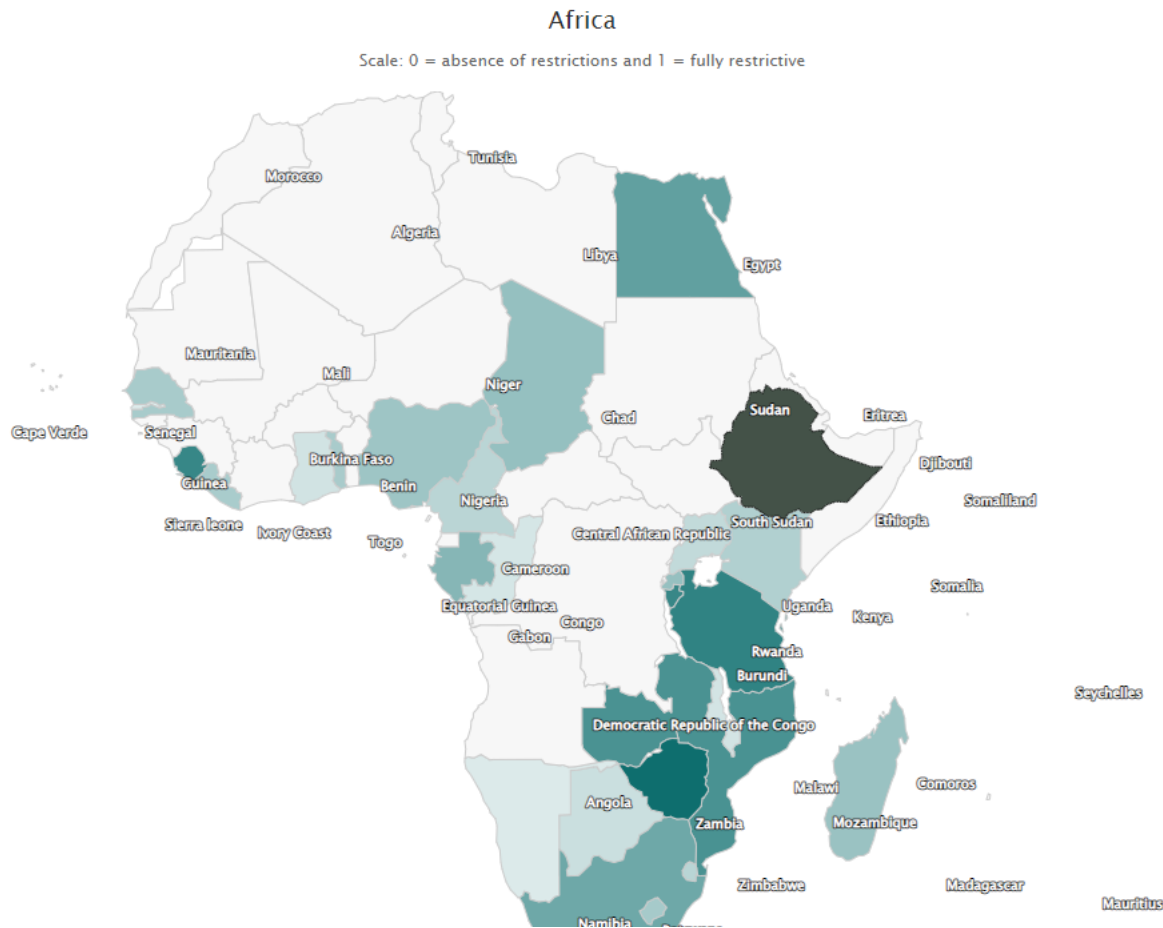 Africa
Scale: 0 = absence of restrictions and 1 = fully restrictive
Tunisia
Morocco
Algeria
Libya
Egypt
Mauritania
Mali
Niger
Chad
Sudan
Eritrea
Cape Verde
Senegal
Burkina Faso
Djibouti
Guinea
Benin
Nigeria
Somaliland
Sierra leone
Ivory Coast
Togo
Central African Republic
South Sudan
Ethiopia
Cameroon
Somalia
Equatorial Guinea
Uganda
Kenya
Congo
Gabon
Rwanda
Burundi
Seychelles
Democratic Republic of the Congo
Malawi
Comoros
Angola
Zambia
Mozambique
Zimbabwe
Madagascar
Mauritius
Namibia